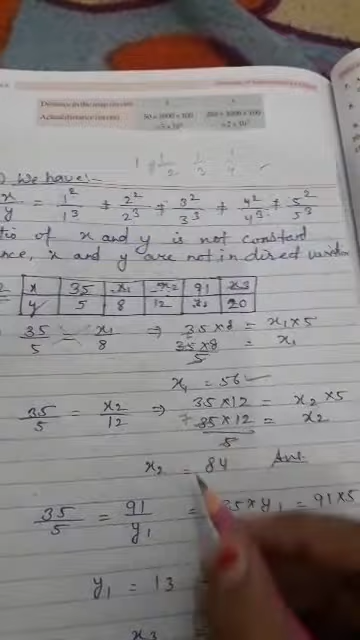 Distance on the map (in cm)
Actual distance (in cm) 50 × 1000 × 100
We have:-
x/y = 1²/1³ ≠ 2²/2³ ≠ 3²/3³ ≠ 4²/4³ ≠ 5²/5³
of x and y is not constant
x and y are not in direct
x 35 x₁ x₂ 91 x₃
y 5 8 12 y₁ 20
35/5 = x₁/8 ⇒ 35×8 = x₁×5
35×8/5 = x₁
x₁ = 56
35/5 = x₂/12 ⇒ 35×12 = x₂×5
7 35×12/5 = x₂
x₂ = 84 Ans.
35/5 = 91/y₁ = 35×y₁ = 91×5
y₁ = 13
x₃